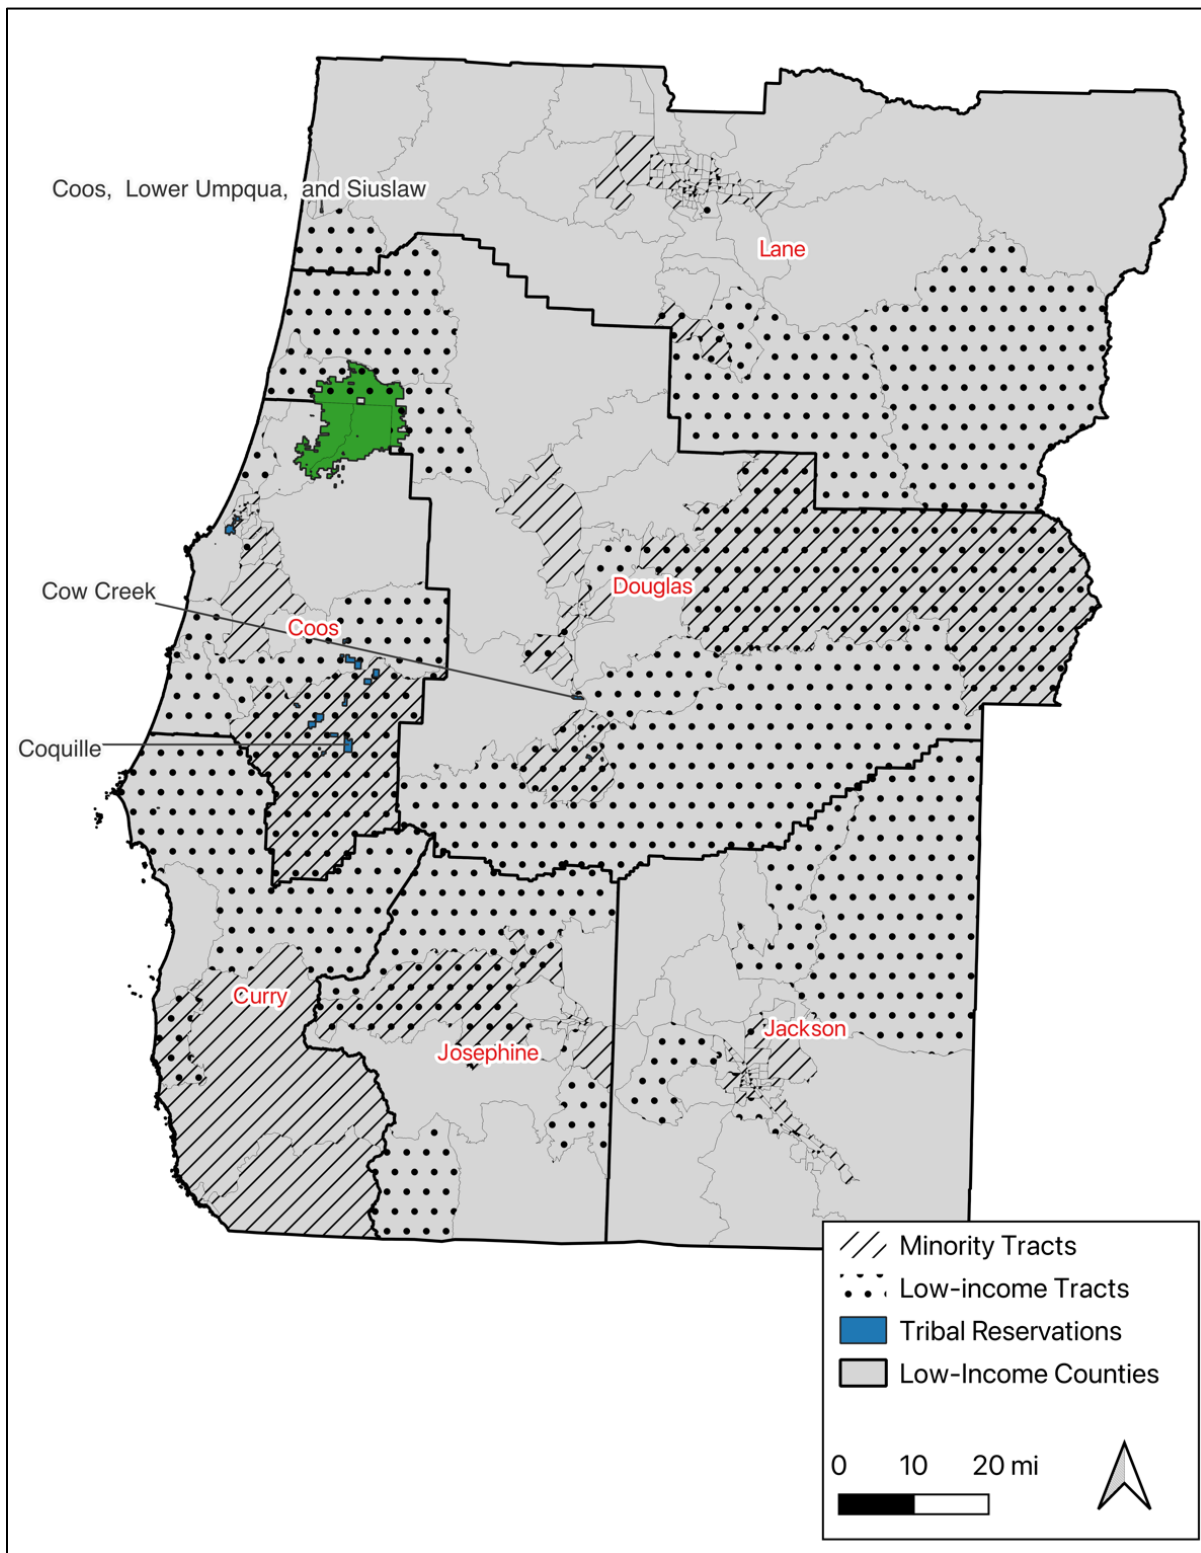 Coos,  Lower Umpqua,  and Siuslaw
Lane
Cow Creek
Douglas
Coos
Coquille
Curry
Jackson
Josephine
Minority Tracts
Low-income Tracts
Tribal Reservations
Low-Income Counties
0 10 20 mi